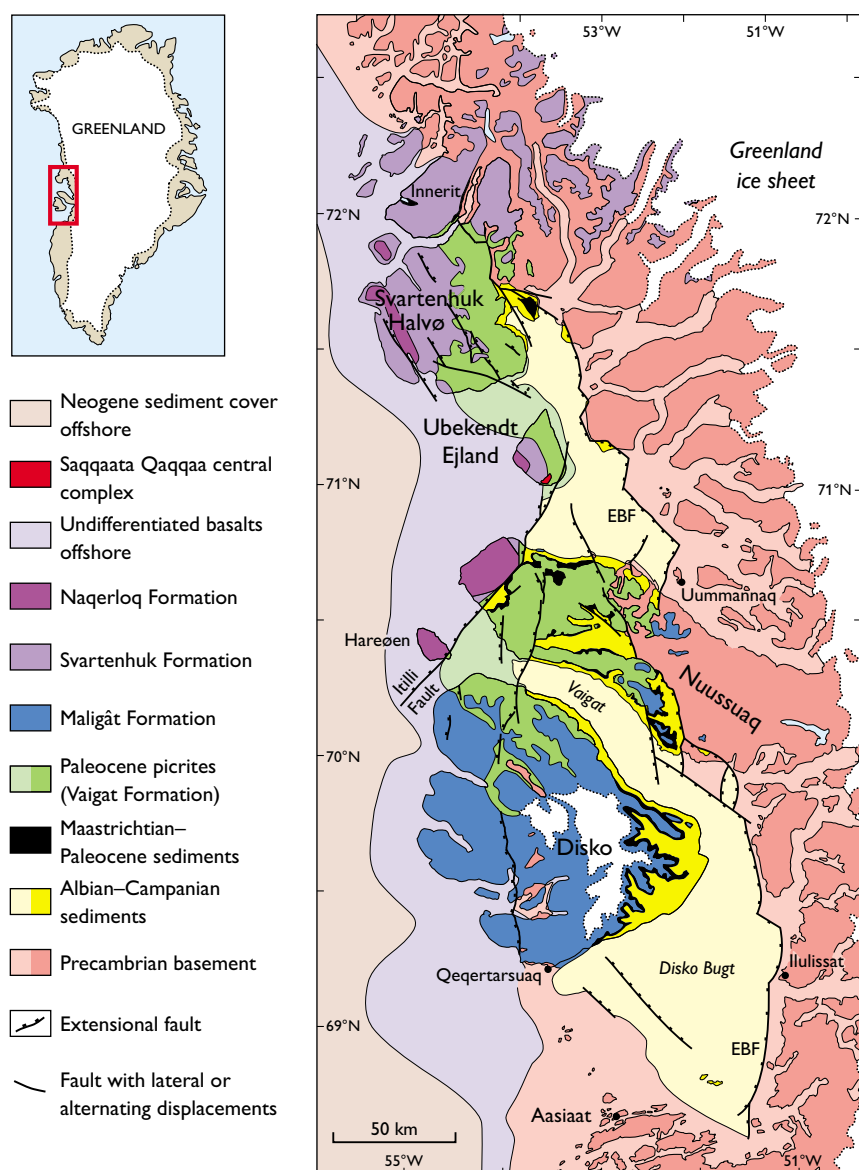 GREENLAND
Neogene sediment cover
offshore
Saqqaata Qaqqaa central
complex
Undifferentiated basalts
offshore
Naqerloq Formation
Svartenhuk Formation
Maligât Formation
Paleocene picrites
(Vaigat Formation)
Maastrichtian–
Paleocene sediments
Albian–Campanian
sediments
Precambrian basement
Extensional fault
Fault with lateral or
alternating displacements
53°W
51°W
Greenland
ice sheet
Innerit
72°N
72°N
Svartenhuk
Halvø
Ubekendt
Ejland
71°N
71°N
EBF
Uummannaq
Hareøen
Itilli
Fault
Vaigat
Nuussuaq
70°N
70°N
Disko
Qeqertarsuaq
Disko Bugt
Ilulissat
69°N
EBF
Aasiaat
50 km
55°W
51°W